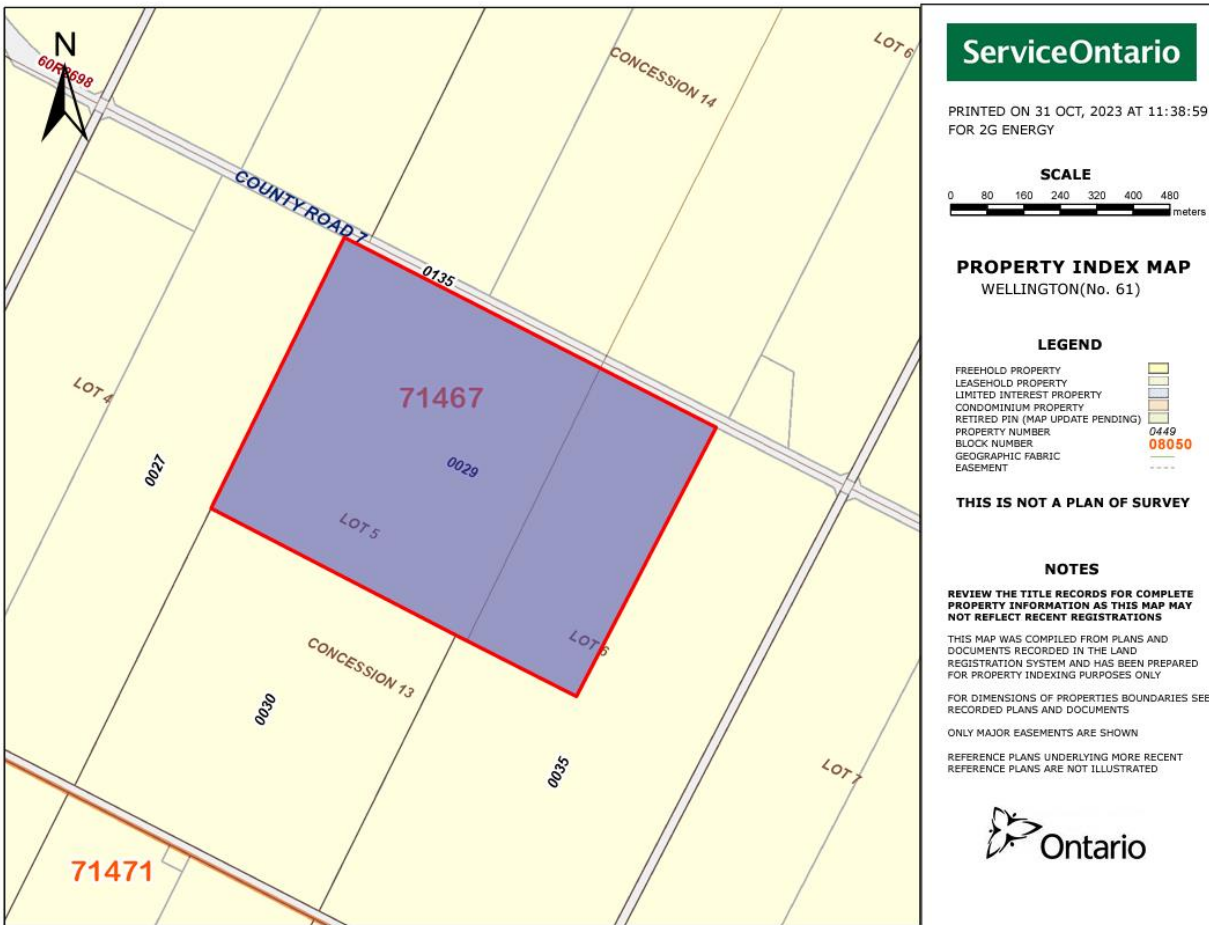 N
60R2698
CONCESSION 14
LOT 6
COUNTY ROAD 7
0135
71467
LOT 4
0029
0027
LOT 5
LOT 6
CONCESSION 13
0030
0035
LOT 7
71471
ServiceOntario
PRINTED ON 31 OCT, 2023 AT 11:38:59
FOR 2G ENERGY
SCALE
0 80 160 240 320 400 480
meters
PROPERTY INDEX MAP
WELLINGTON(No. 61)
LEGEND
FREEHOLD PROPERTY
LEASEHOLD PROPERTY
LIMITED INTEREST PROPERTY
CONDOMINIUM PROPERTY
RETIRED PIN (MAP UPDATE PENDING)
PROPERTY NUMBER 0449
BLOCK NUMBER 08050
GEOGRAPHIC FABRIC
EASEMENT
THIS IS NOT A PLAN OF SURVEY
NOTES
REVIEW THE TITLE RECORDS FOR COMPLETE
PROPERTY INFORMATION AS THIS MAP MAY
NOT REFLECT RECENT REGISTRATIONS
THIS MAP WAS COMPILED FROM PLANS AND
DOCUMENTS RECORDED IN THE LAND
REGISTRATION SYSTEM AND HAS BEEN PREPARED
FOR PROPERTY INDEXING PURPOSES ONLY
FOR DIMENSIONS OF PROPERTIES BOUNDARIES SEE
RECORDED PLANS AND DOCUMENTS
ONLY MAJOR EASEMENTS ARE SHOWN
REFERENCE PLANS UNDERLYING MORE RECENT
REFERENCE PLANS ARE NOT ILLUSTRATED
Ontario